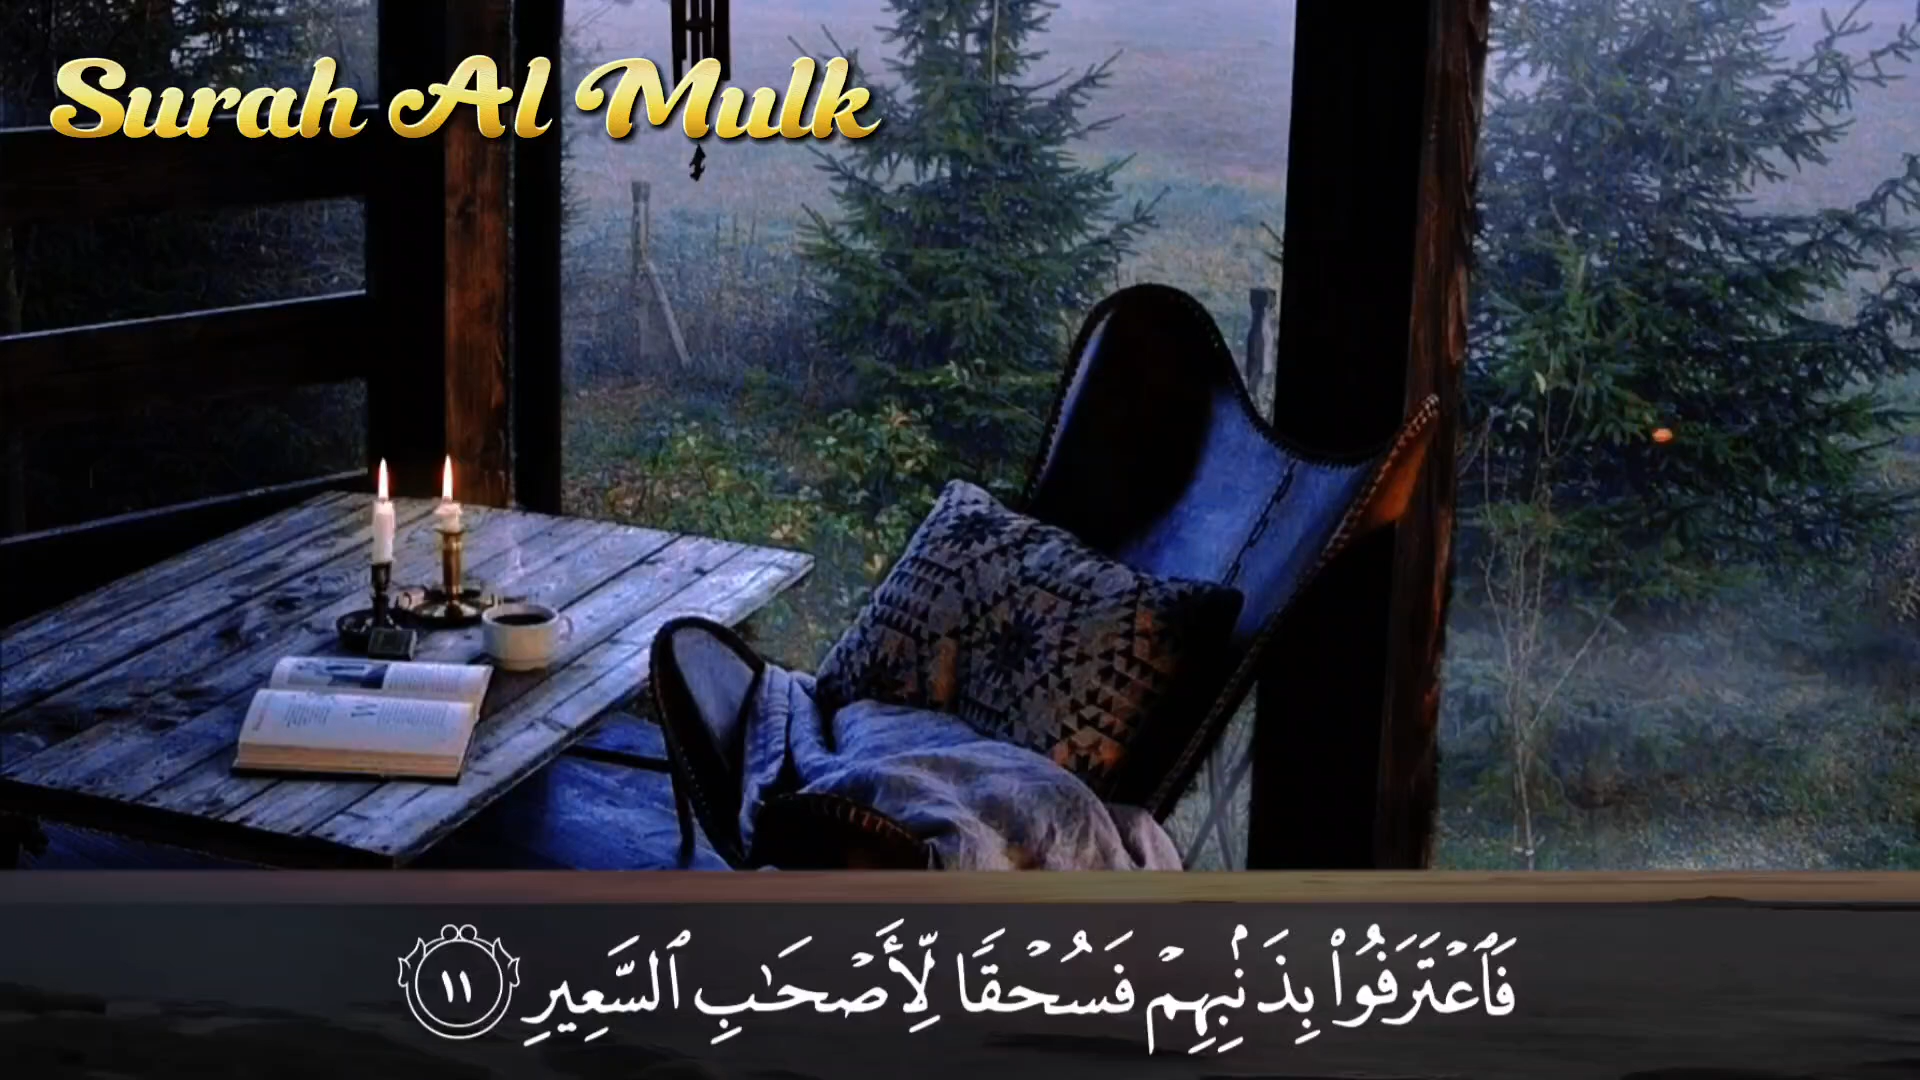 Surah Al Mulk
فَٱعْتَرَفُوا۟ بِذَنۢبِهِمْ فَسُحْقًا لِّأَصْحَـٰبِ ٱلسَّعِيرِ ١١